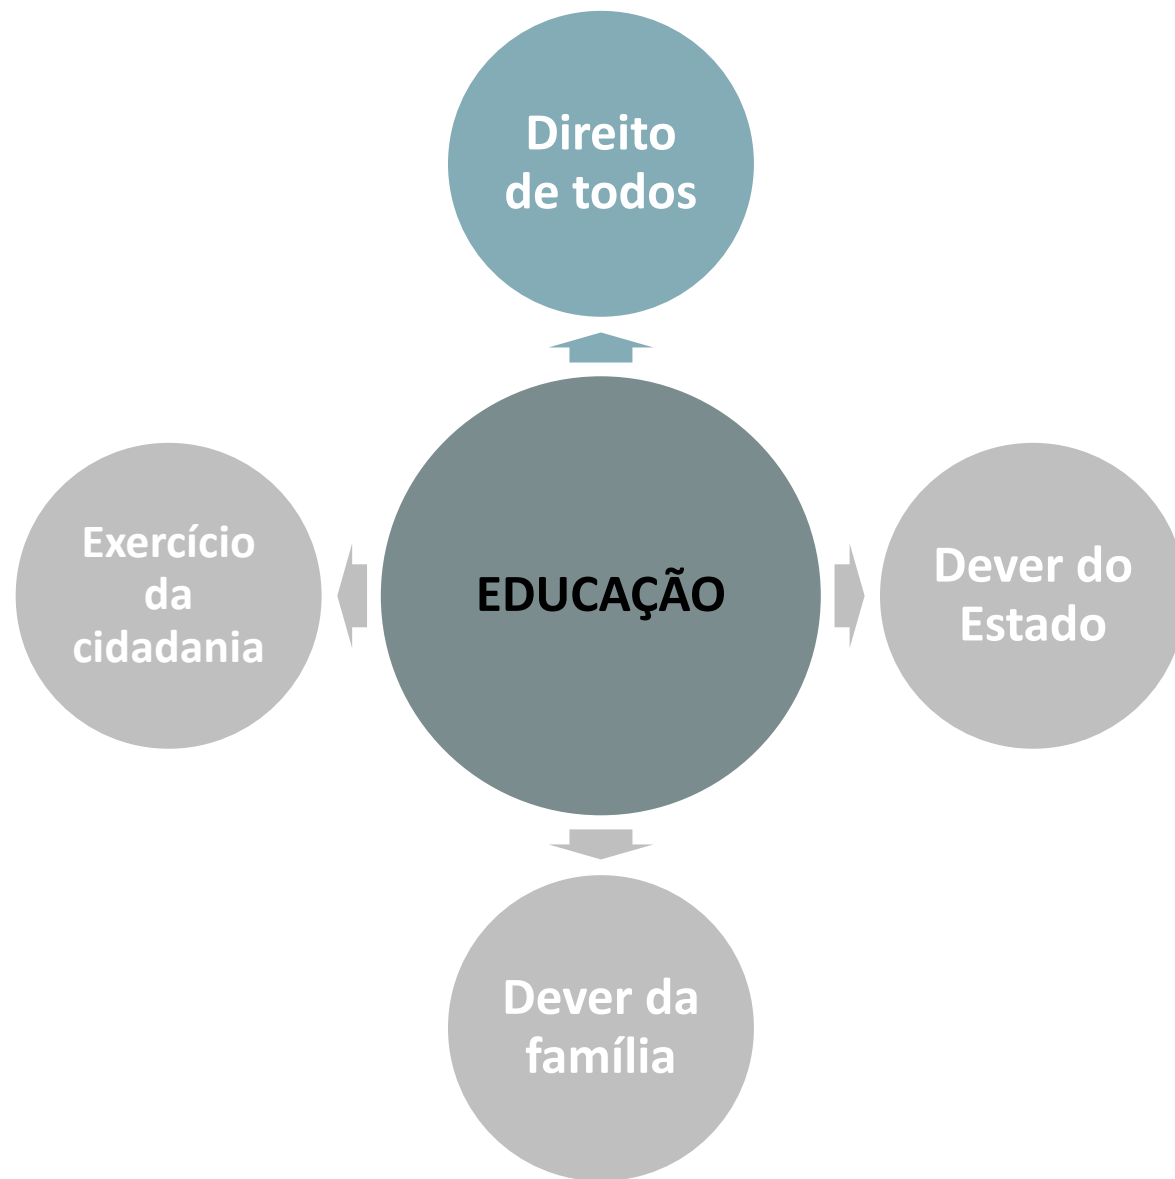 Direito
de todos
Exercício
da
cidadania
EDUCAÇÃO
Dever do
Estado
Dever da
família